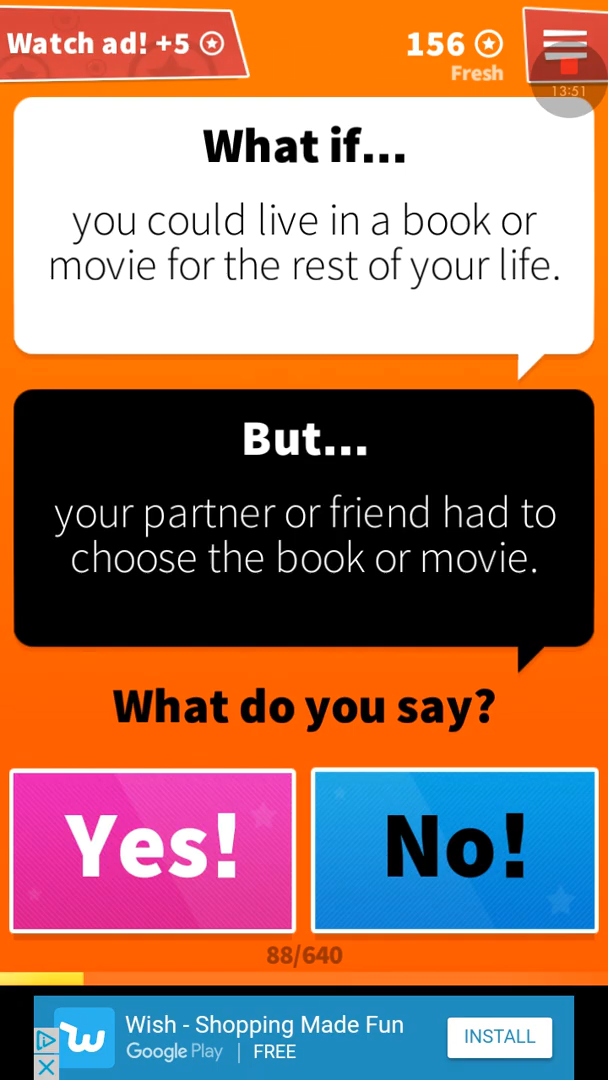 Watch ad! +5
156
Fresh
13:51
What if...
you could live in a book or
movie for the rest of your life.
But...
your partner or friend had to
choose the book or movie.
What do you say?
Yes!
No!
88/640
Wish - Shopping Made Fun
Google Play | FREE
INSTALL